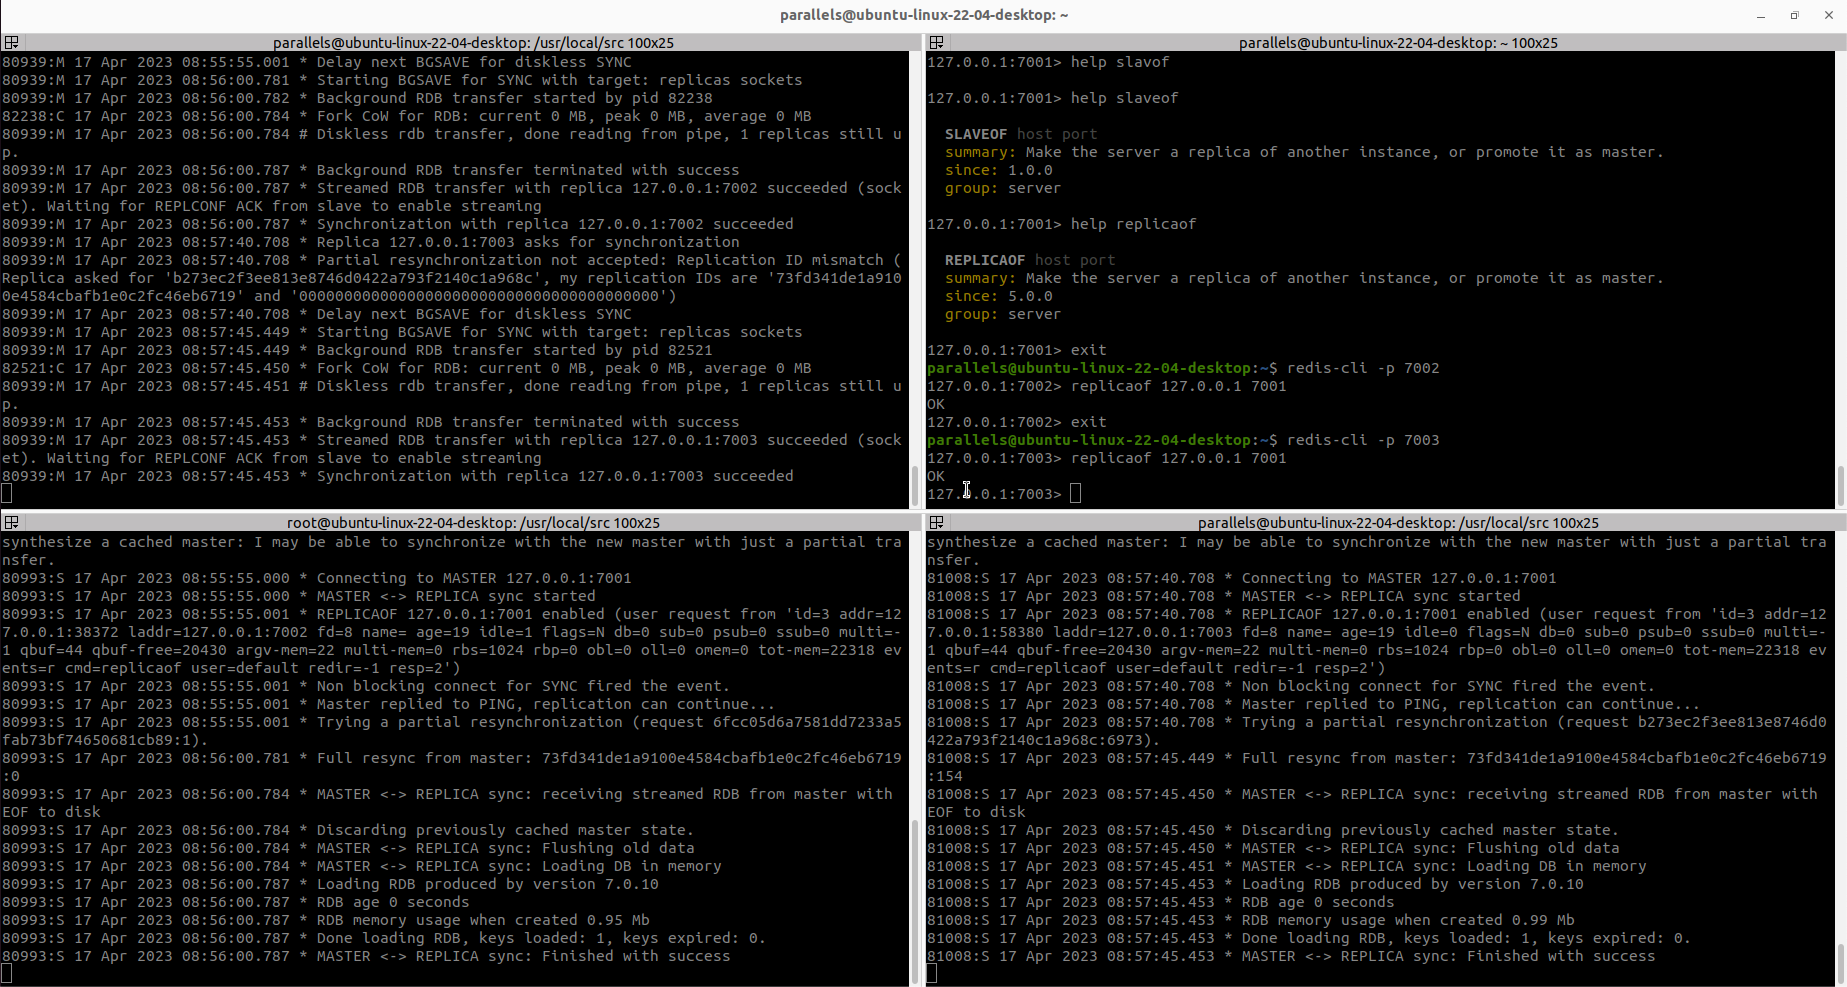 parallels@ubuntu-linux-22-04-desktop: ~
parallels@ubuntu-linux-22-04-desktop: /usr/local/src 100x25
80939:M 17 Apr 2023 08:55:55.001 * Delay next BGSAVE for diskless SYNC
80939:M 17 Apr 2023 08:56:00.781 * Starting BGSAVE for SYNC with target: replicas sockets
80939:M 17 Apr 2023 08:56:00.782 * Background RDB transfer started by pid 82238
82238:C 17 Apr 2023 08:56:00.784 * Fork CoW for RDB: current 0 MB, peak 0 MB, average 0 MB
80939:M 17 Apr 2023 08:56:00.784 # Diskless rdb transfer, done reading from pipe, 1 replicas still u
p.
80939:M 17 Apr 2023 08:56:00.787 * Background RDB transfer terminated with success
80939:M 17 Apr 2023 08:56:00.787 * Streamed RDB transfer with replica 127.0.0.1:7002 succeeded (sock
et). Waiting for REPLCONF ACK from slave to enable streaming
80939:M 17 Apr 2023 08:56:00.787 * Synchronization with replica 127.0.0.1:7002 succeeded
80939:M 17 Apr 2023 08:57:40.708 * Replica 127.0.0.1:7003 asks for synchronization
80939:M 17 Apr 2023 08:57:40.708 * Partial resynchronization not accepted: Replication ID mismatch (
Replica asked for 'b273ec2f3ee813e8746d0422a793f2140c1a968c', my replication IDs are '73fd341de1a910
0e4584cbafb1e0c2fc46eb6719' and '0000000000000000000000000000000000000000')
80939:M 17 Apr 2023 08:57:40.708 * Delay next BGSAVE for diskless SYNC
80939:M 17 Apr 2023 08:57:45.449 * Starting BGSAVE for SYNC with target: replicas sockets
80939:M 17 Apr 2023 08:57:45.449 * Background RDB transfer started by pid 82521
82521:C 17 Apr 2023 08:57:45.450 * Fork CoW for RDB: current 0 MB, peak 0 MB, average 0 MB
80939:M 17 Apr 2023 08:57:45.451 # Diskless rdb transfer, done reading from pipe, 1 replicas still u
p.
80939:M 17 Apr 2023 08:57:45.453 * Background RDB transfer terminated with success
80939:M 17 Apr 2023 08:57:45.453 * Streamed RDB transfer with replica 127.0.0.1:7003 succeeded (sock
et). Waiting for REPLCONF ACK from slave to enable streaming
80939:M 17 Apr 2023 08:57:45.453 * Synchronization with replica 127.0.0.1:7003 succeeded
parallels@ubuntu-linux-22-04-desktop: ~ 100x25
127.0.0.1:7001> help slavof
127.0.0.1:7001> help slaveof
SLAVEOF host port
summary: Make the server a replica of another instance, or promote it as master.
since: 1.0.0
group: server
127.0.0.1:7001> help replicaof
REPLICAOF host port
summary: Make the server a replica of another instance, or promote it as master.
since: 5.0.0
group: server
127.0.0.1:7001> exit
parallels@ubuntu-linux-22-04-desktop:~$ redis-cli -p 7002
127.0.0.1:7002> replicaof 127.0.0.1 7001
OK
127.0.0.1:7002> exit
parallels@ubuntu-linux-22-04-desktop:~$ redis-cli -p 7003
127.0.0.1:7003> replicaof 127.0.0.1 7001
OK
127.0.0.1:7003>
root@ubuntu-linux-22-04-desktop: /usr/local/src 100x25
synthesize a cached master: I may be able to synchronize with the new master with just a partial tra
nsfer.
80993:S 17 Apr 2023 08:55:55.000 * Connecting to MASTER 127.0.0.1:7001
80993:S 17 Apr 2023 08:55:55.000 * MASTER <-> REPLICA sync started
80993:S 17 Apr 2023 08:55:55.001 * REPLICAOF 127.0.0.1:7001 enabled (user request from 'id=3 addr=12
7.0.0.1:38372 laddr=127.0.0.1:7002 fd=8 name= age=19 idle=1 flags=N db=0 sub=0 psub=0 ssub=0 multi=-
1 qbuf=44 qbuf-free=20430 argv-mem=22 multi-mem=0 rbs=1024 rbp=0 obl=0 oll=0 omem=0 tot-mem=22318 ev
ents=r cmd=replicaof user=default redir=-1 resp=2')
80993:S 17 Apr 2023 08:55:55.001 * Non blocking connect for SYNC fired the event.
80993:S 17 Apr 2023 08:55:55.001 * Master replied to PING, replication can continue...
80993:S 17 Apr 2023 08:55:55.001 * Trying a partial resynchronization (request 6fcc05d6a7581dd7233a5
fab73bf74650681cb89:1).
80993:S 17 Apr 2023 08:56:00.781 * Full resync from master: 73fd341de1a9100e4584cbafb1e0c2fc46eb6719
:0
80993:S 17 Apr 2023 08:56:00.784 * MASTER <-> REPLICA sync: receiving streamed RDB from master with
EOF to disk
80993:S 17 Apr 2023 08:56:00.784 * Discarding previously cached master state.
80993:S 17 Apr 2023 08:56:00.784 * MASTER <-> REPLICA sync: Flushing old data
80993:S 17 Apr 2023 08:56:00.784 * MASTER <-> REPLICA sync: Loading DB in memory
80993:S 17 Apr 2023 08:56:00.787 * Loading RDB produced by version 7.0.10
80993:S 17 Apr 2023 08:56:00.787 * RDB age 0 seconds
80993:S 17 Apr 2023 08:56:00.787 * RDB memory usage when created 0.95 Mb
80993:S 17 Apr 2023 08:56:00.787 * Done loading RDB, keys loaded: 1, keys expired: 0.
80993:S 17 Apr 2023 08:56:00.787 * MASTER <-> REPLICA sync: Finished with success
parallels@ubuntu-linux-22-04-desktop: /usr/local/src 100x25
synthesize a cached master: I may be able to synchronize with the new master with just a partial tra
nsfer.
81008:S 17 Apr 2023 08:57:40.708 * Connecting to MASTER 127.0.0.1:7001
81008:S 17 Apr 2023 08:57:40.708 * MASTER <-> REPLICA sync started
81008:S 17 Apr 2023 08:57:40.708 * REPLICAOF 127.0.0.1:7001 enabled (user request from 'id=3 addr=12
7.0.0.1:58380 laddr=127.0.0.1:7003 fd=8 name= age=19 idle=0 flags=N db=0 sub=0 psub=0 ssub=0 multi=-
1 qbuf=44 qbuf-free=20430 argv-mem=22 multi-mem=0 rbs=1024 rbp=0 obl=0 oll=0 omem=0 tot-mem=22318 ev
ents=r cmd=replicaof user=default redir=-1 resp=2')
81008:S 17 Apr 2023 08:57:40.708 * Non blocking connect for SYNC fired the event.
81008:S 17 Apr 2023 08:57:40.708 * Master replied to PING, replication can continue...
81008:S 17 Apr 2023 08:57:40.708 * Trying a partial resynchronization (request b273ec2f3ee813e8746d0
422a793f2140c1a968c:6973).
81008:S 17 Apr 2023 08:57:45.449 * Full resync from master: 73fd341de1a9100e4584cbafb1e0c2fc46eb6719
:154
81008:S 17 Apr 2023 08:57:45.450 * MASTER <-> REPLICA sync: receiving streamed RDB from master with
EOF to disk
81008:S 17 Apr 2023 08:57:45.450 * Discarding previously cached master state.
81008:S 17 Apr 2023 08:57:45.450 * MASTER <-> REPLICA sync: Flushing old data
81008:S 17 Apr 2023 08:57:45.451 * MASTER <-> REPLICA sync: Loading DB in memory
81008:S 17 Apr 2023 08:57:45.453 * Loading RDB produced by version 7.0.10
81008:S 17 Apr 2023 08:57:45.453 * RDB age 0 seconds
81008:S 17 Apr 2023 08:57:45.453 * RDB memory usage when created 0.99 Mb
81008:S 17 Apr 2023 08:57:45.453 * Done loading RDB, keys loaded: 1, keys expired: 0.
81008:S 17 Apr 2023 08:57:45.453 * MASTER <-> REPLICA sync: Finished with success